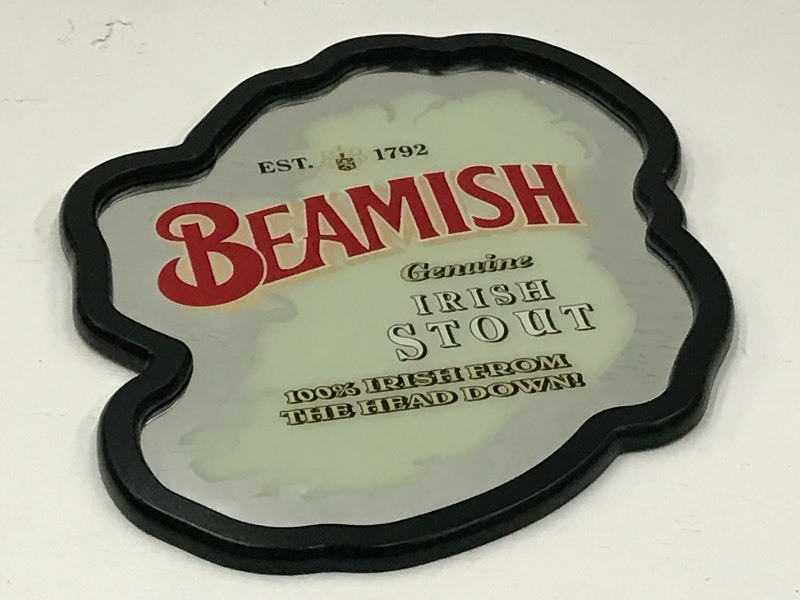 EST. 1792
BEAMISH
Genuine
IRISH
STOUT
100% IRISH FROM
THE HEAD DOWN!